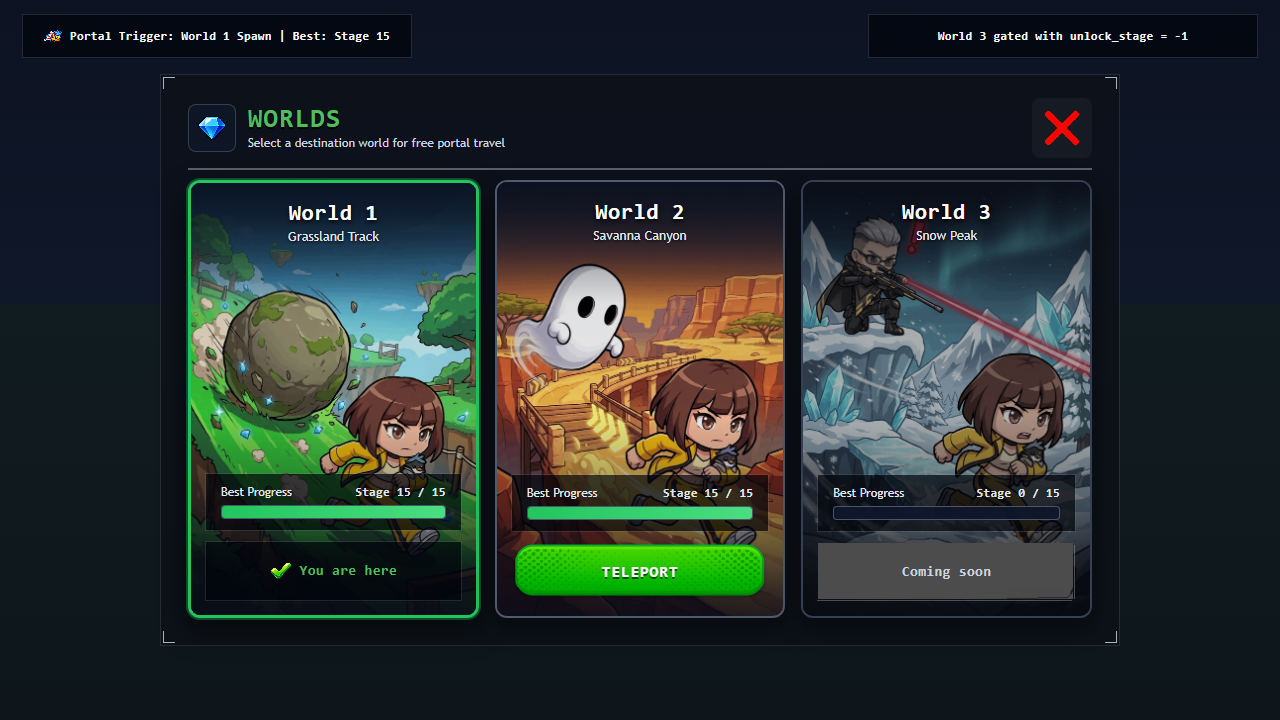 Portal Trigger: World 1 Spawn | Best: Stage 15
World 3 gated with unlock_stage = -1
WORLDS
Select a destination world for free portal travel
World 1
Grassland Track
Best Progress
Stage 15 / 15
You are here
World 2
Savanna Canyon
Best Progress
Stage 15 / 15
TELEPORT
World 3
Snow Peak
Best Progress
Stage 0 / 15
Coming soon